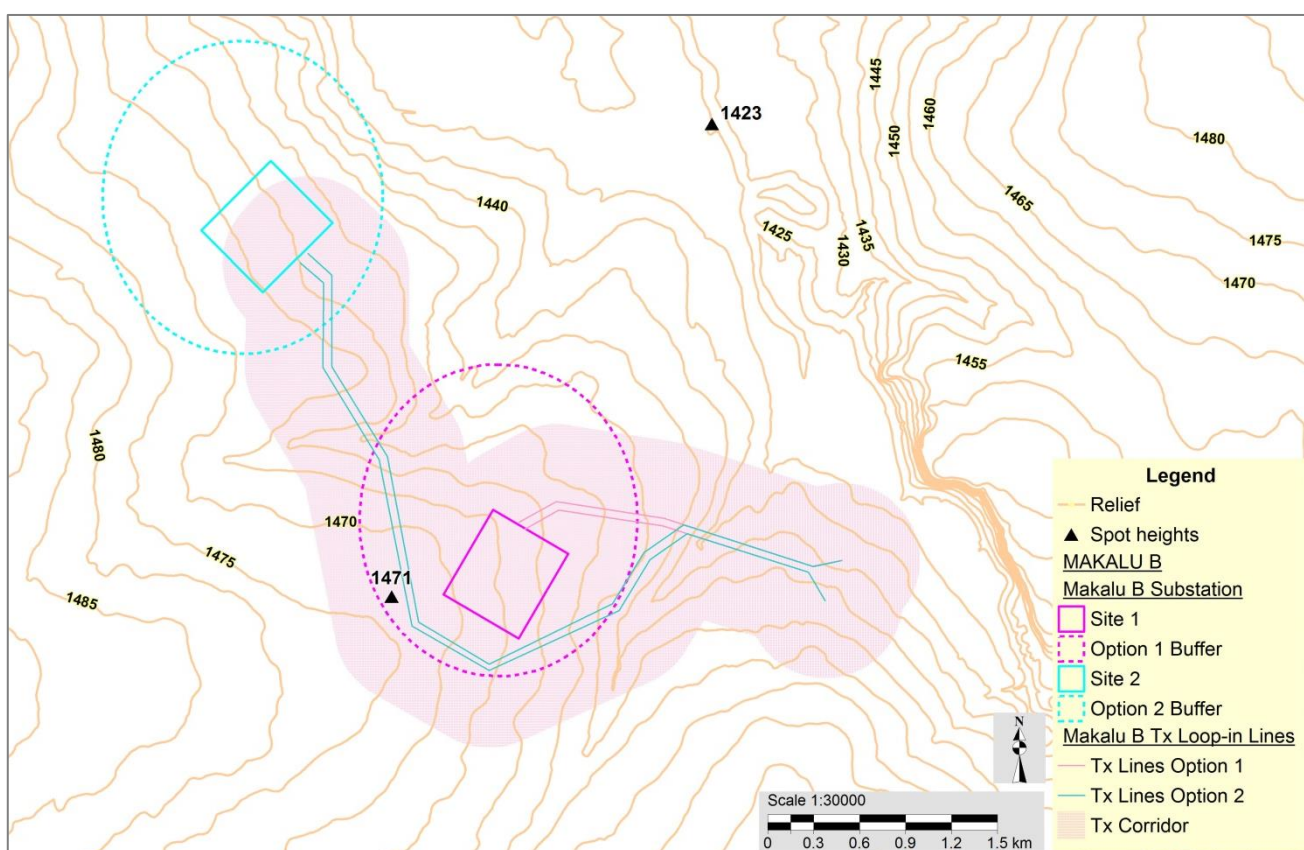 1445
1460
1423
1450
1480
1440
1465
1425
1435
1430
1475
1470
1455
1480
1470
1475
1471
1485
Legend
Relief
Spot heights
MAKALU B
Makalu B Substation
Site 1
Option 1 Buffer
Site 2
Option 2 Buffer
Makalu B Tx Loop-in Lines
Tx Lines Option 1
Tx Lines Option 2
Tx Corridor
N
Scale 1:30000
0 0.3 0.6 0.9 1.2 1.5 km